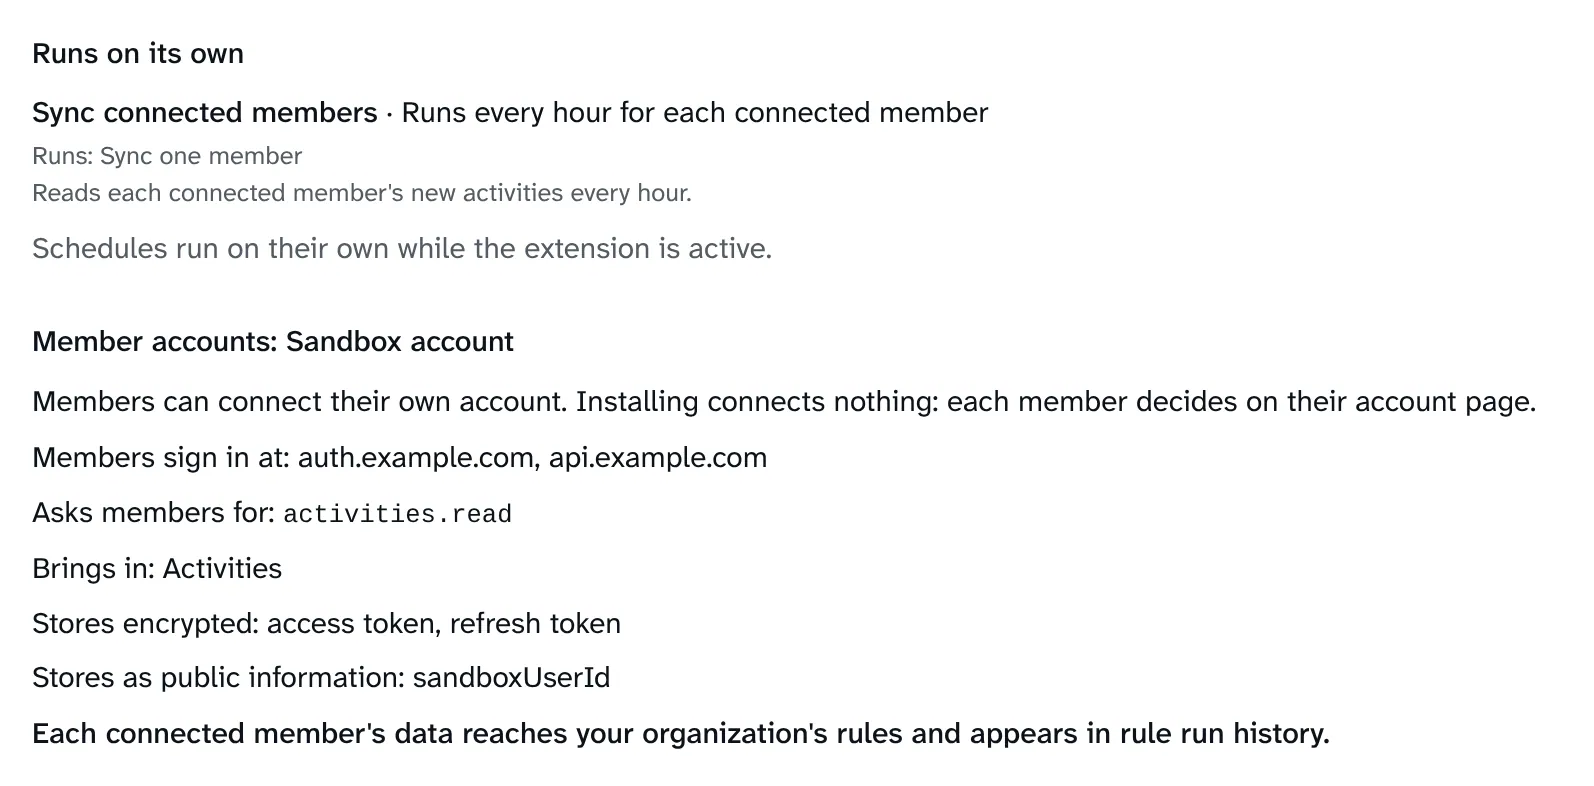 Runs on its own
Sync connected members · Runs every hour for each connected member
Runs: Sync one member
Reads each connected member's new activities every hour.
Schedules run on their own while the extension is active.
Member accounts: Sandbox account
Members can connect their own account. Installing connects nothing: each member decides on their account page.
Members sign in at: auth.example.com, api.example.com
Asks members for: activities.read
Brings in: Activities
Stores encrypted: access token, refresh token
Stores as public information: sandboxUserId
Each connected member's data reaches your organization's rules and appears in rule run history.